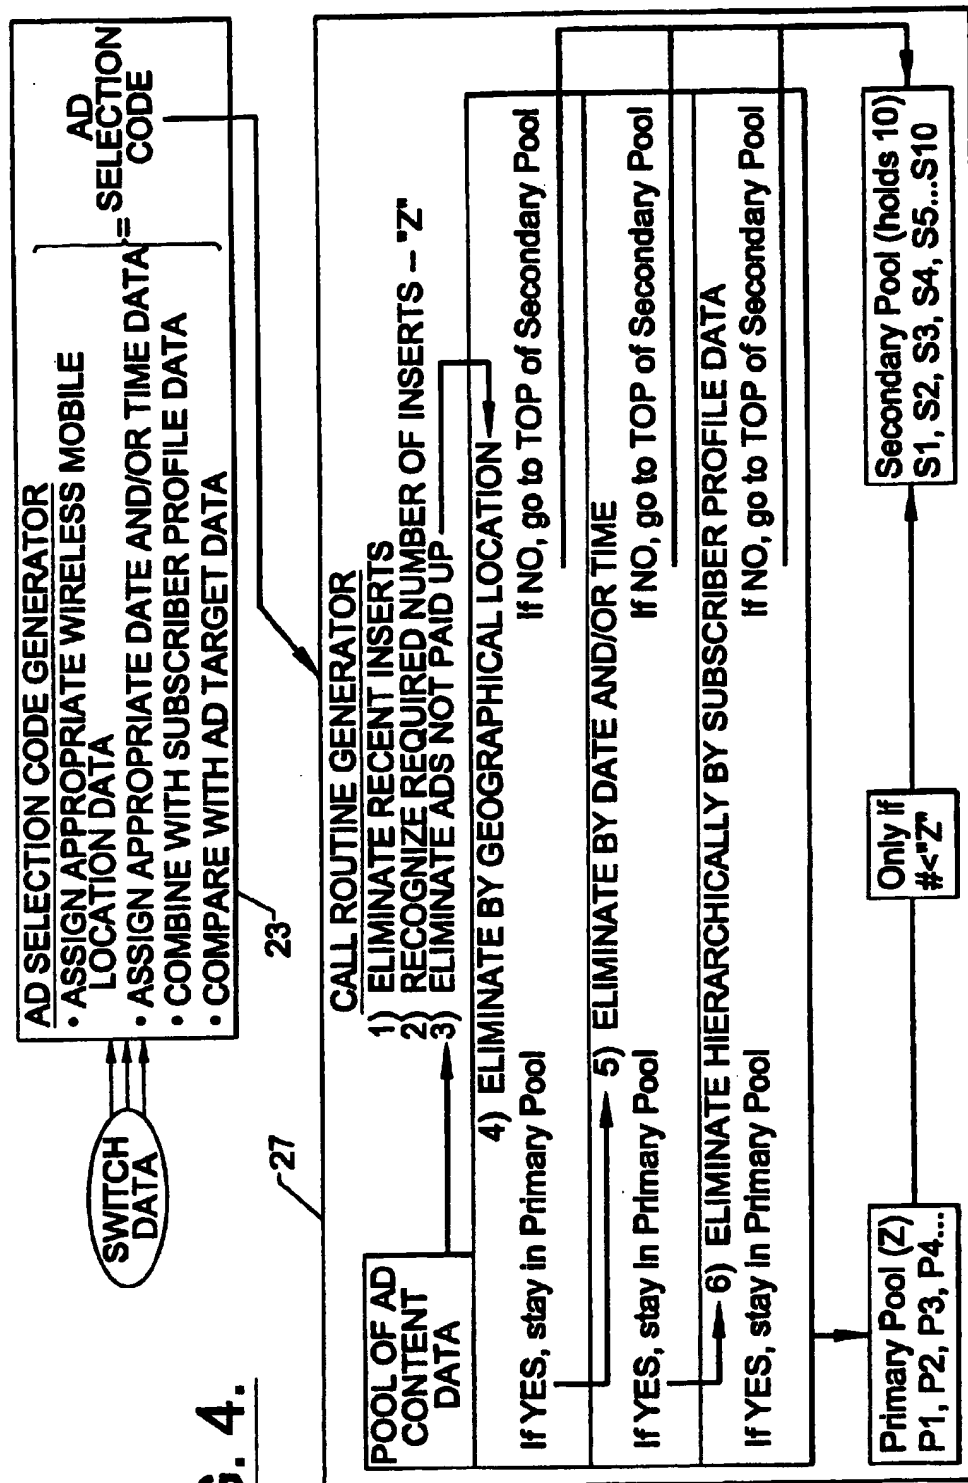 G. 4.
SWITCH
DATA
AD SELECTION CODE GENERATOR
• ASSIGN APPROPRIATE WIRELESS MOBILE
LOCATION DATA
• ASSIGN APPROPRIATE DATE AND/OR TIME DATA
• COMBINE WITH SUBSCRIBER PROFILE DATA
• COMPARE WITH AD TARGET DATA
=
AD
SELECTION
CODE
23
27
CALL ROUTINE GENERATOR
1) ELIMINATE RECENT INSERTS
2) RECOGNIZE REQUIRED NUMBER OF INSERTS – "Z"
3) ELIMINATE ADS NOT PAID UP
POOL OF AD
CONTENT
DATA
4) ELIMINATE BY GEOGRAPHICAL LOCATION
If YES, stay in Primary Pool
If NO, go to TOP of Secondary Pool
5) ELIMINATE BY DATE AND/OR TIME
If YES, stay in Primary Pool
If NO, go to TOP of Secondary Pool
6) ELIMINATE HIERARCHICALLY BY SUBSCRIBER PROFILE DATA
If YES, stay in Primary Pool
If NO, go to TOP of Secondary Pool
Primary Pool (Z)
P1, P2, P3, P4...
Only if
#<"Z"
Secondary Pool (holds 10)
S1, S2, S3, S4, S5...S10